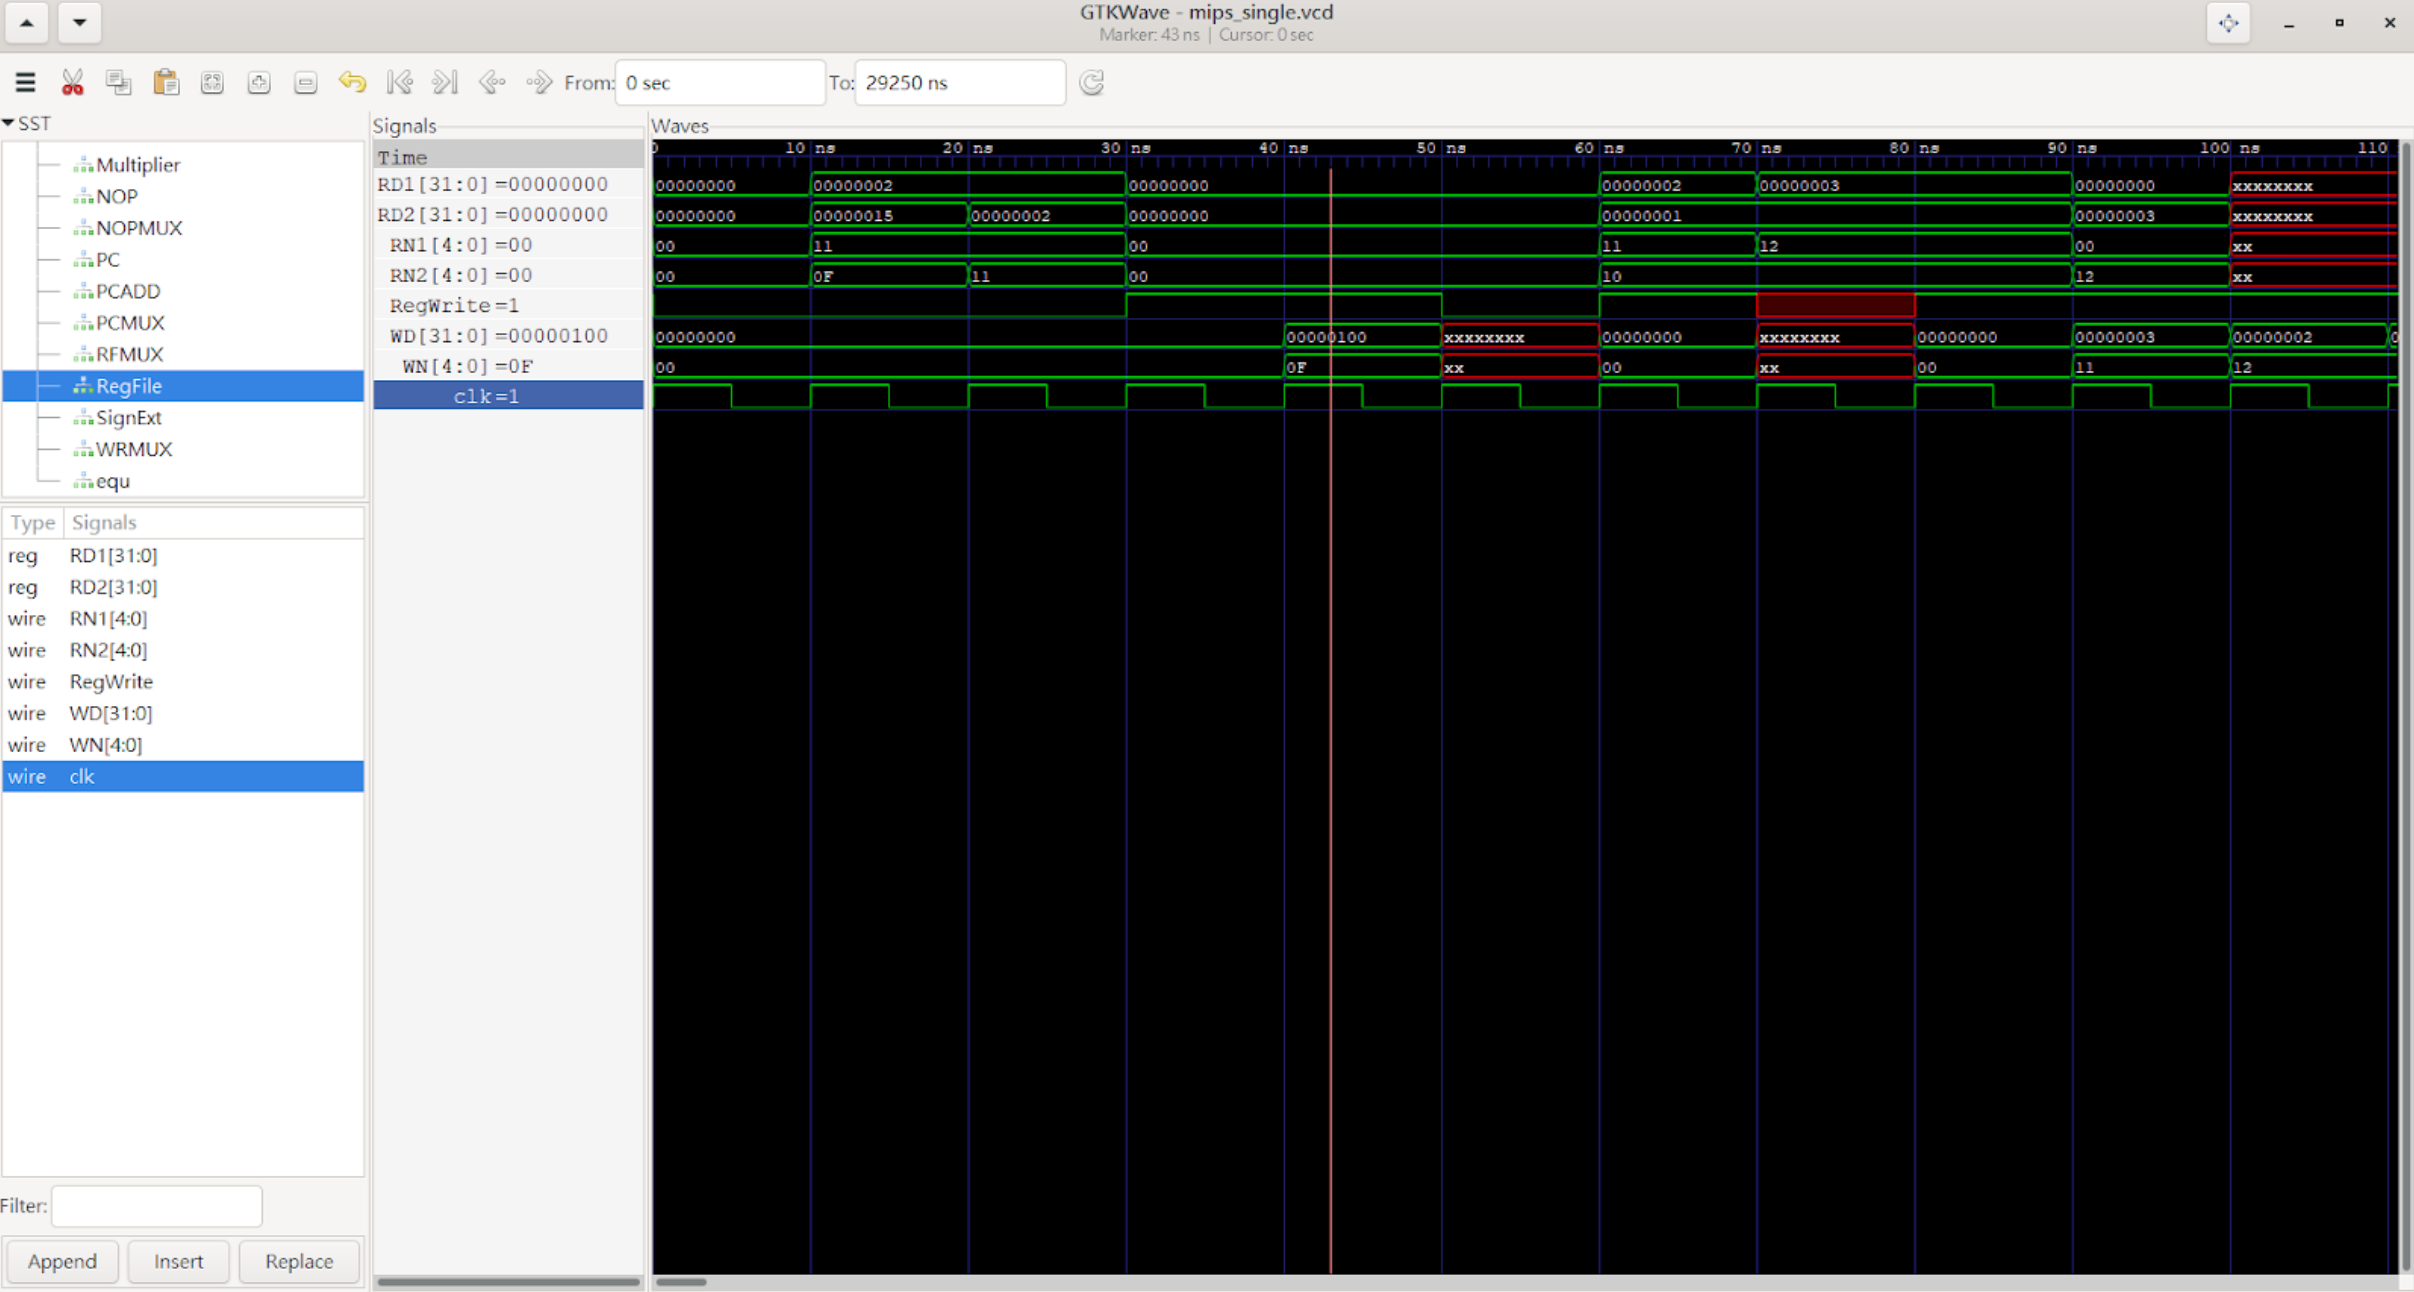 GTKWave - mips_single.vcd
Marker: 43 ns | Cursor: 0 sec
From: 0 sec To: 29250 ns
SST
Multiplier
NOP
NOPMUX
PC
PCADD
PCMUX
RFMUX
RegFile
SignExt
WRMUX
equ
Type Signals
reg RD1[31:0]
reg RD2[31:0]
wire RN1[4:0]
wire RN2[4:0]
wire RegWrite
wire WD[31:0]
wire WN[4:0]
wire clk
Filter:
Append Insert Replace
Signals
Time
RD1[31:0]=00000000
RD2[31:0]=00000000
RN1[4:0]=00
RN2[4:0]=00
RegWrite=1
WD[31:0]=00000100
WN[4:0]=0F
clk=1
Waves
0 10 ns 20 ns 30 ns 40 ns 50 ns 60 ns 70 ns 80 ns 90 ns 100 ns 110
00000000 00000002 00000000 00000002 00000003 00000000 xxxxxxxx
00000000 00000015 00000002 00000000 00000001 00000003 xxxxxxxx
00 11 00 11 12 00 xx
00 0F 11 00 10 12 xx
00000000 00000100 xxxxxxxx 00000000 xxxxxxxx 00000000 00000003 00000002 0
00 0F xx 00 xx 00 11 12